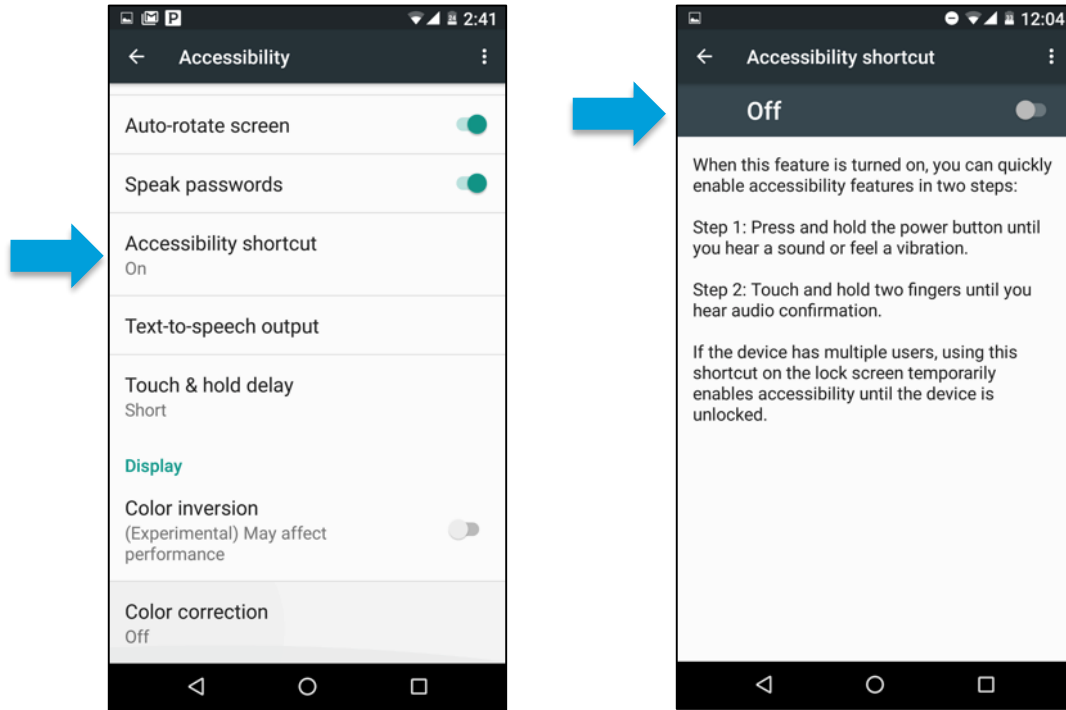 2:41
Accessibility
Auto-rotate screen
Speak passwords
Accessibility shortcut
On
Text-to-speech output
Touch & hold delay
Short
Display
Color inversion
(Experimental) May affect
performance
Color correction
Off
12:04
Accessibility shortcut
Off
When this feature is turned on, you can quickly
enable accessibility features in two steps:
Step 1: Press and hold the power button until
you hear a sound or feel a vibration.
Step 2: Touch and hold two fingers until you
hear audio confirmation.
If the device has multiple users, using this
shortcut on the lock screen temporarily
enables accessibility until the device is
unlocked.